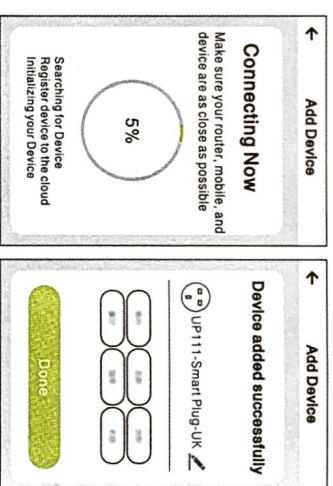 ← Add Device
Connecting Now
Make sure your router, mobile, and
device are as close as possible
5%
Searching for Device
Register device to the cloud
Initializing your Device
← Add Device
Device added successfully
UP111-Smart Plug-UK
Done